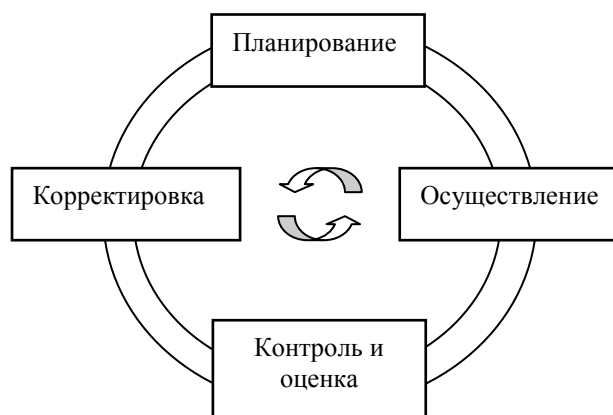 Планирование
Корректировка
Осуществление
Контроль и
оценка